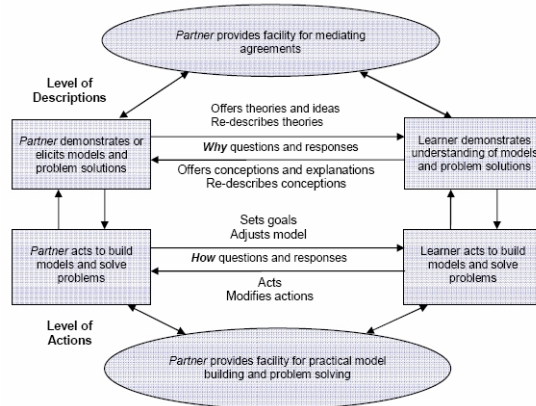 Partner provides facility for mediating
agreements
Level of
Descriptions
Offers theories and ideas
Re-describes theories
Partner demonstrates or
elicits models and
problem solutions
Why questions and responses
Learner demonstrates
understanding of models
and problem solutions
Offers conceptions and explanations
Re-describes conceptions
Sets goals
Adjusts model
Partner acts to build
models and solve
problems
How questions and responses
Learner acts to build
models and solve
problems
Acts
Modifies actions
Level of
Actions
Partner provides facility for practical model
building and problem solving